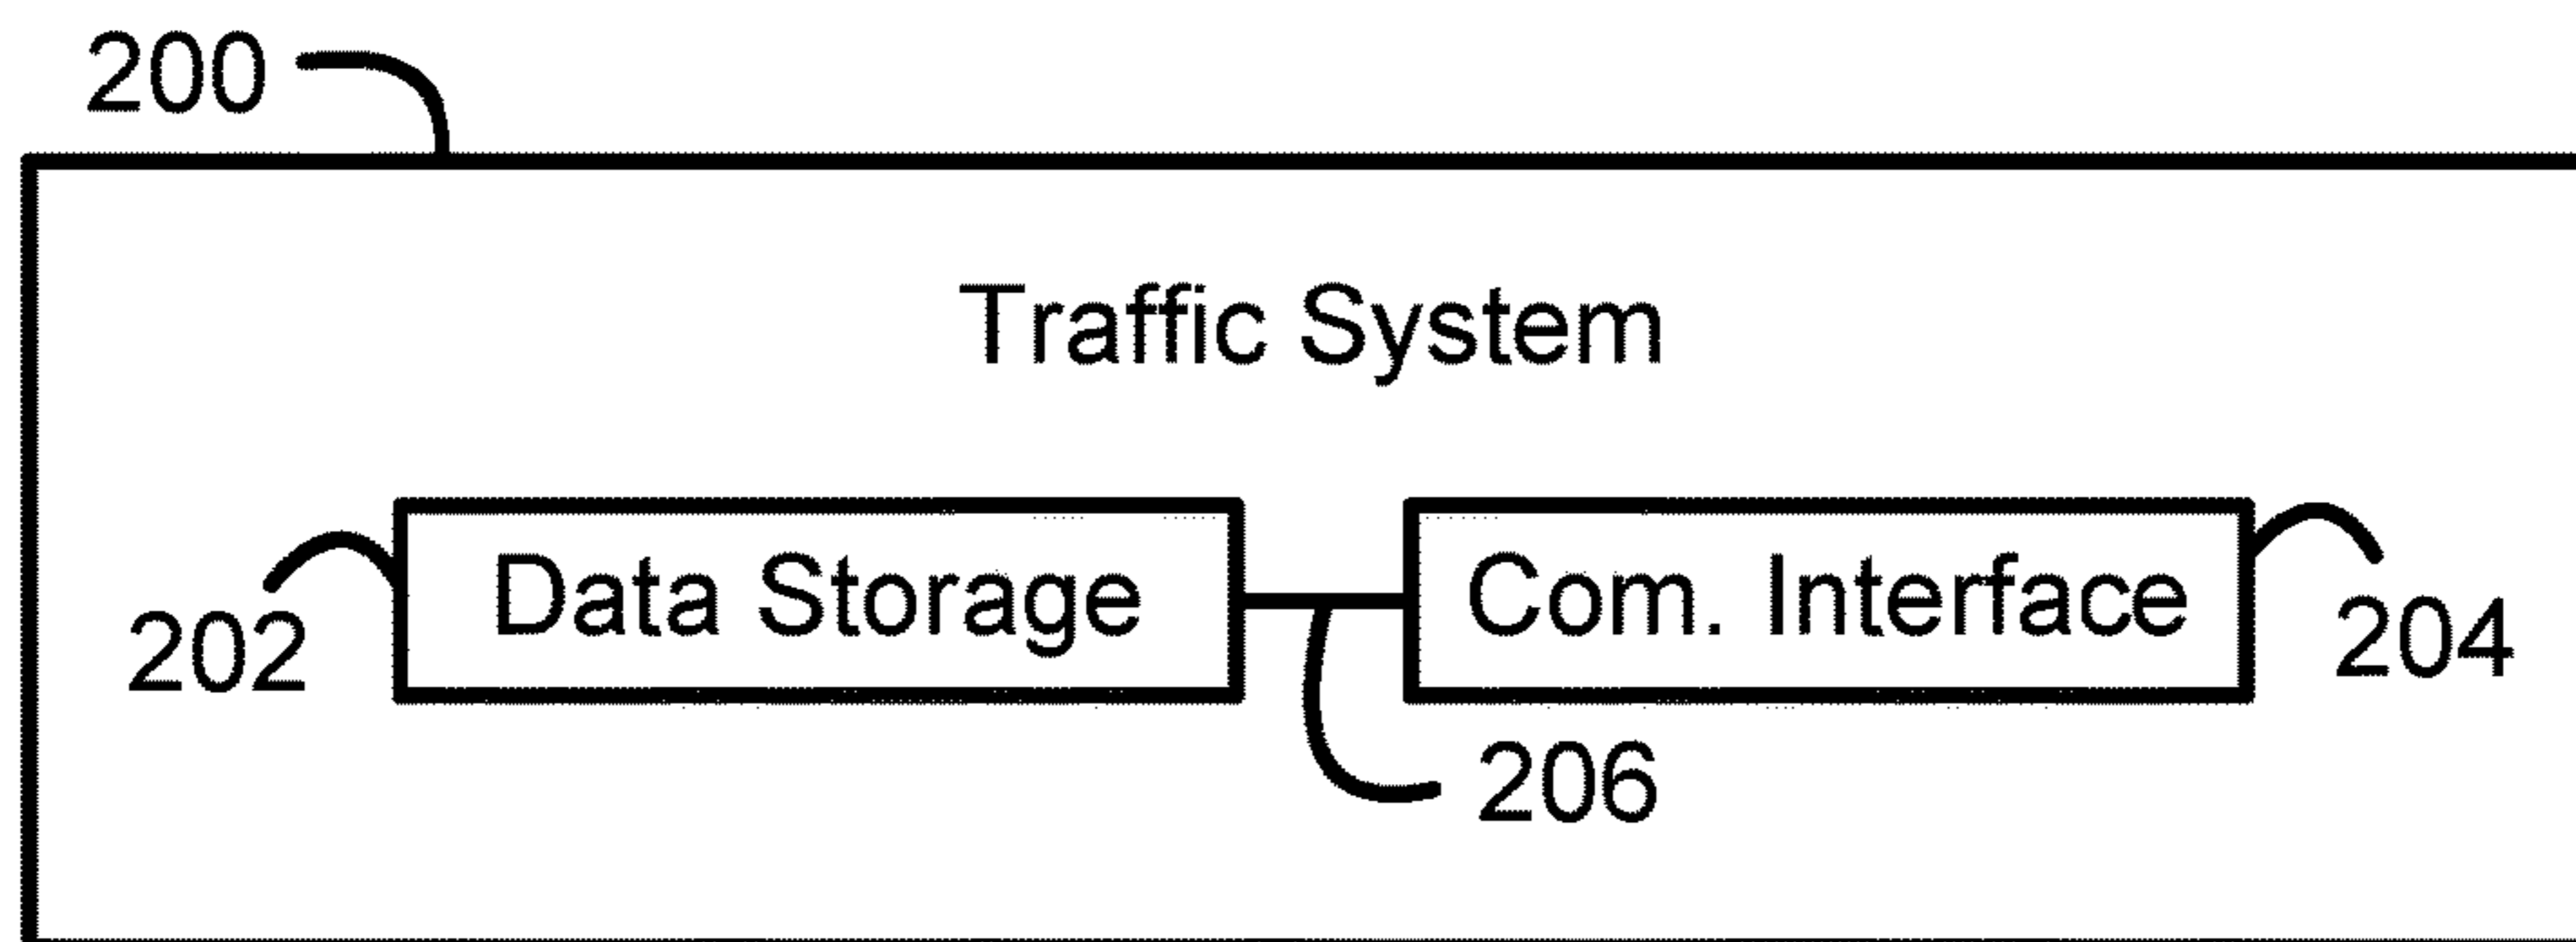 200
Traffic System
Data Storage
Com. Interface
202
204
206